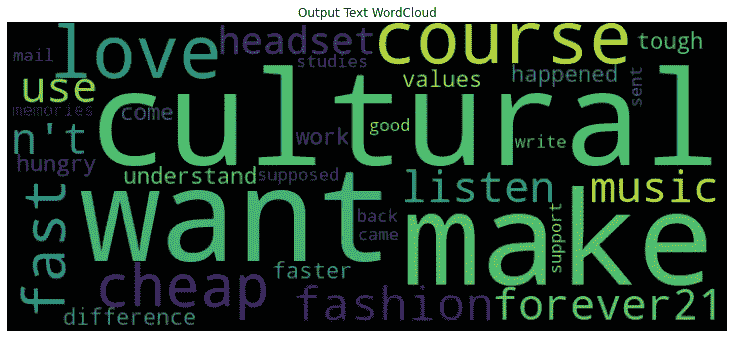 Output Text WordCloud
mail love headset course tough
studies
use values happened sent
memories come cultural
n't work good write
hungry understand supposed
fast want listen music
back make support
came
cheap faster fashion forever21
difference